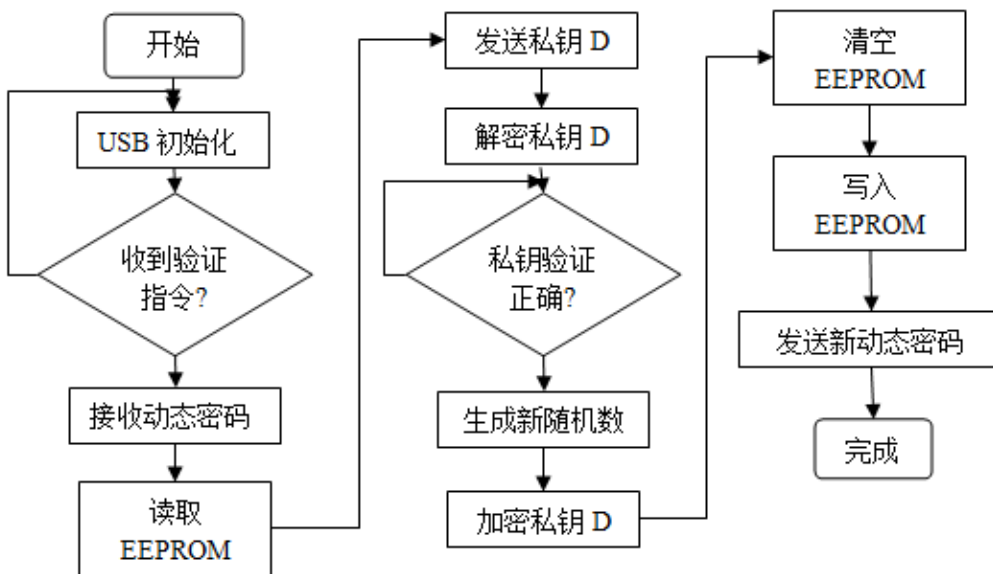 开始
USB 初始化
收到验证
指令?
接收动态密码
读取
EEPROM
发送私钥 D
解密私钥 D
私钥验证
正确?
生成新随机数
加密私钥 D
清空
EEPROM
写入
EEPROM
发送新动态密码
完成